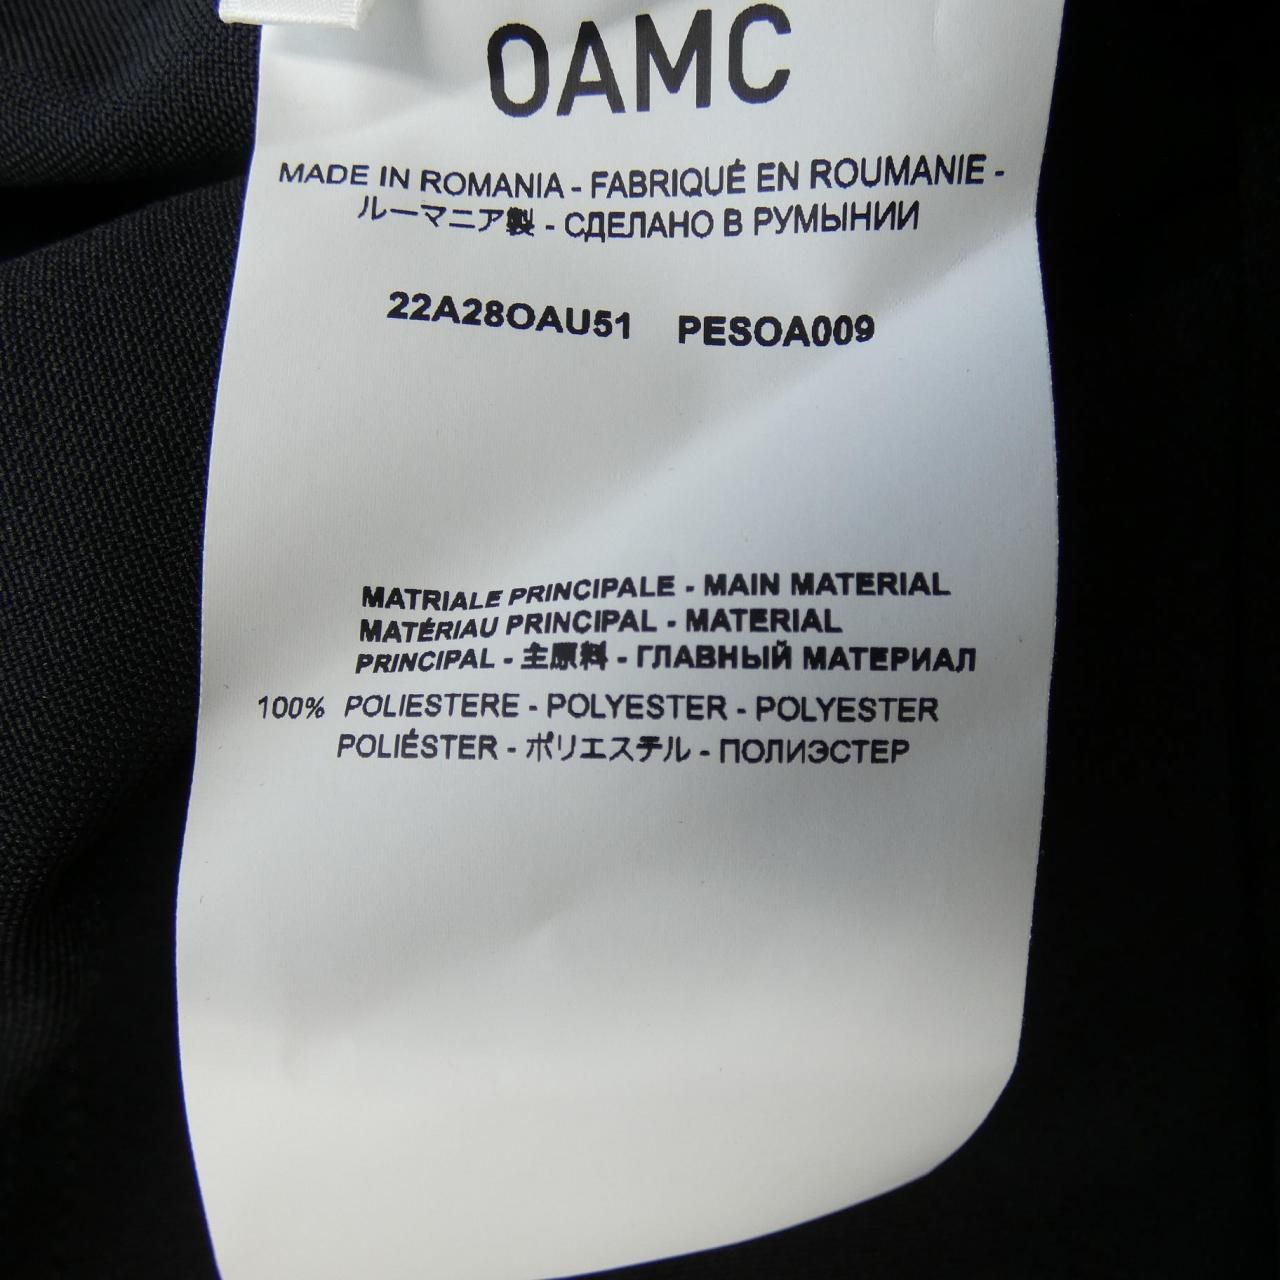 OAMC
MADE IN ROMANIA - FABRIQUÉ EN ROUMANIE -
ルーマニア製 - СДЕЛАНО В РУМЫНИИ
22A28OAU51 PESOA009
MATRIALE PRINCIPALE - MAIN MATERIAL
MATÉRIAU PRINCIPAL - MATERIAL
PRINCIPAL - 主原料 - ГЛАВНЫЙ МАТЕРИАЛ
100% POLIESTERE - POLYESTER - POLYESTER
POLIÉSTER - ポリエステル - ПОЛИЭСТЕР